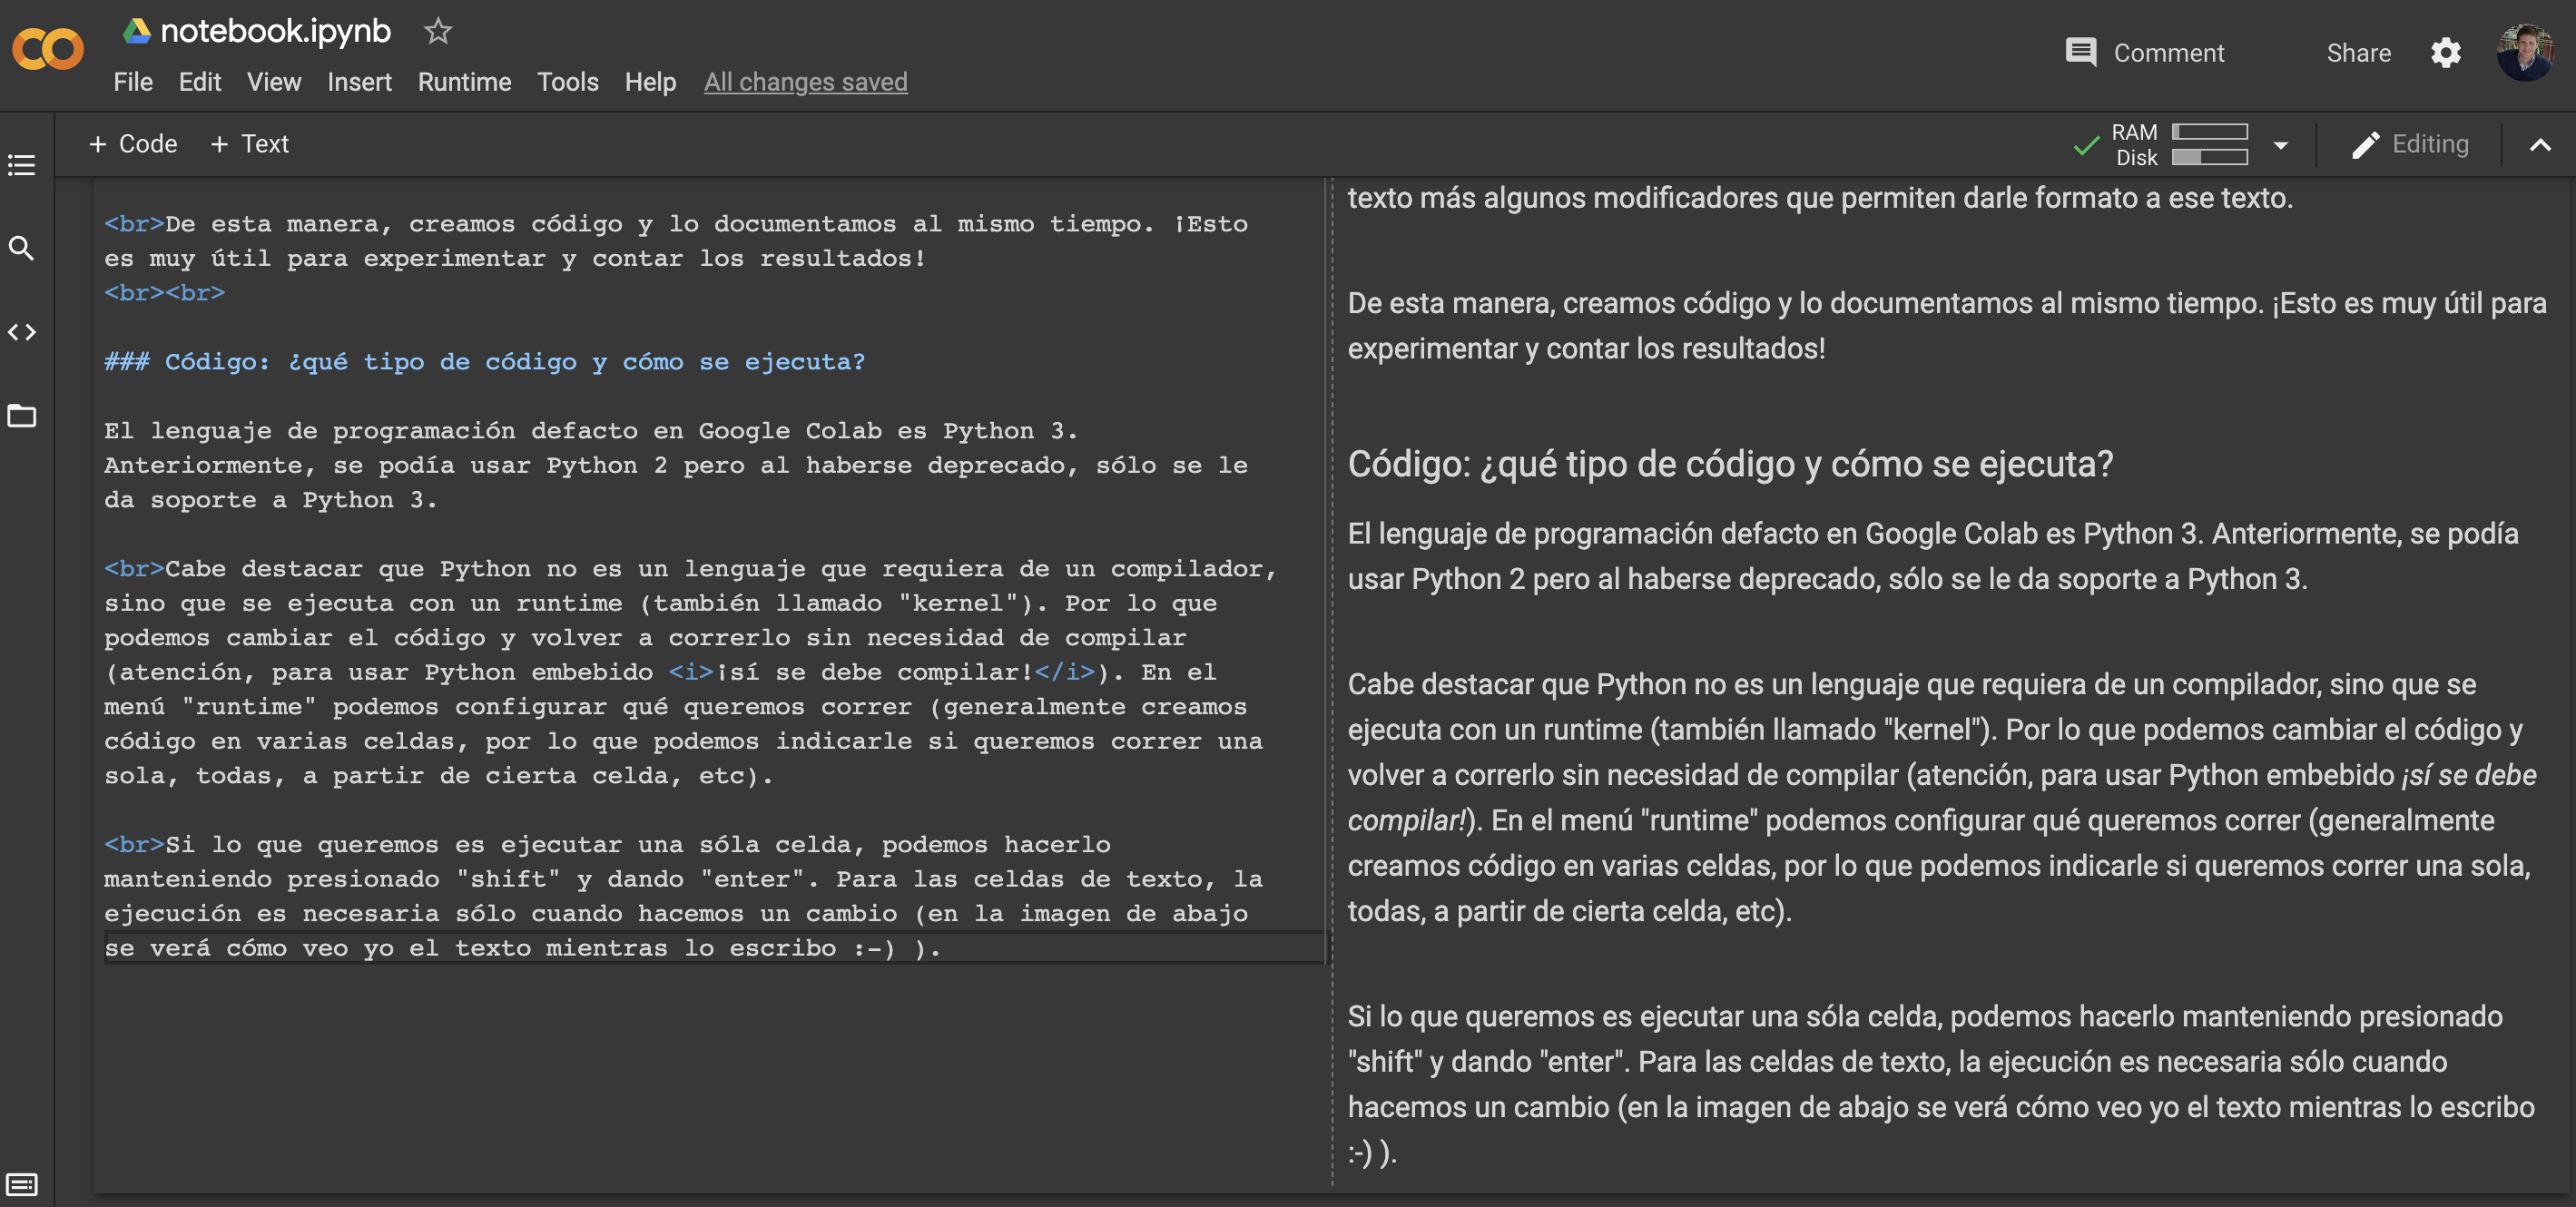 notebook.ipynb
File Edit View Insert Runtime Tools Help All changes saved
Comment Share
+ Code + Text
RAM
Disk
Editing
<br>De esta manera, creamos código y lo documentamos al mismo tiempo. ¡Esto
es muy útil para experimentar y contar los resultados!
<br><br>
### Código: ¿qué tipo de código y cómo se ejecuta?
El lenguaje de programación defacto en Google Colab es Python 3.
Anteriormente, se podía usar Python 2 pero al haberse deprecado, sólo se le
da soporte a Python 3.
<br>Cabe destacar que Python no es un lenguaje que requiera de un compilador,
sino que se ejecuta con un runtime (también llamado "kernel"). Por lo que
podemos cambiar el código y volver a correrlo sin necesidad de compilar
(atención, para usar Python embebido <i>¡sí se debe compilar!</i>). En el
menú "runtime" podemos configurar qué queremos correr (generalmente creamos
código en varias celdas, por lo que podemos indicarle si queremos correr una
sola, todas, a partir de cierta celda, etc).
<br>Si lo que queremos es ejecutar una sóla celda, podemos hacerlo
manteniendo presionado "shift" y dando "enter". Para las celdas de texto, la
ejecución es necesaria sólo cuando hacemos un cambio (en la imagen de abajo
se verá cómo veo yo el texto mientras lo escribo :-) ).
texto más algunos modificadores que permiten darle formato a ese texto.
De esta manera, creamos código y lo documentamos al mismo tiempo. ¡Esto es muy útil para
experimentar y contar los resultados!
Código: ¿qué tipo de código y cómo se ejecuta?
El lenguaje de programación defacto en Google Colab es Python 3. Anteriormente, se podía
usar Python 2 pero al haberse deprecado, sólo se le da soporte a Python 3.
Cabe destacar que Python no es un lenguaje que requiera de un compilador, sino que se
ejecuta con un runtime (también llamado "kernel"). Por lo que podemos cambiar el código y
volver a correrlo sin necesidad de compilar (atención, para usar Python embebido ¡sí se debe
compilar!). En el menú "runtime" podemos configurar qué queremos correr (generalmente
creamos código en varias celdas, por lo que podemos indicarle si queremos correr una sola,
todas, a partir de cierta celda, etc).
Si lo que queremos es ejecutar una sóla celda, podemos hacerlo manteniendo presionado
"shift" y dando "enter". Para las celdas de texto, la ejecución es necesaria sólo cuando
hacemos un cambio (en la imagen de abajo se verá cómo veo yo el texto mientras lo escribo
:-) ).